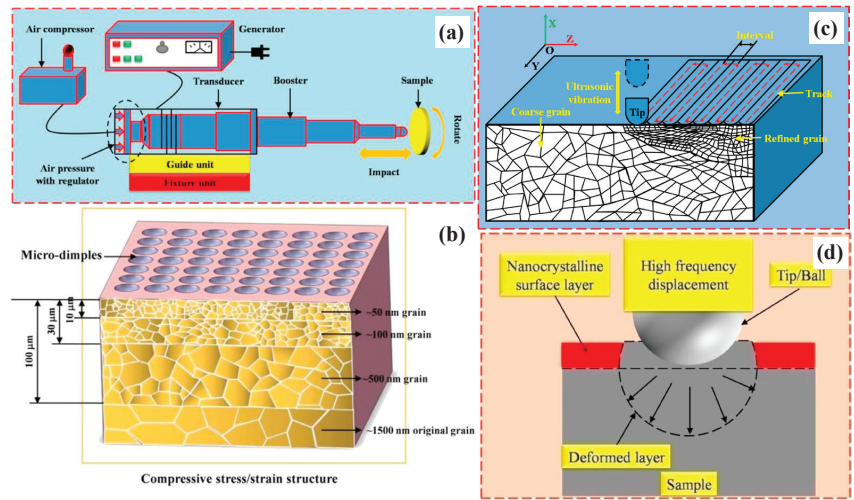 (a)
Generator
Air compressor
Transducer
Booster
Sample
Rotate
Air pressure
with regulator
Guide unit
Fixture unit
Impact
(b)
Micro-dimples
10 μm
30 μm
100 μm
~50 nm grain
~100 nm grain
~500 nm grain
~1500 nm original grain
Compressive stress/strain structure
(c)
X
O
Z
Y
Interval
Ultrasonic
vibration
Tip
Coarse grain
Track
Refined grain
(d)
Nanocrystalline
surface layer
High frequency
displacement
Tip/Ball
Deformed layer
Sample